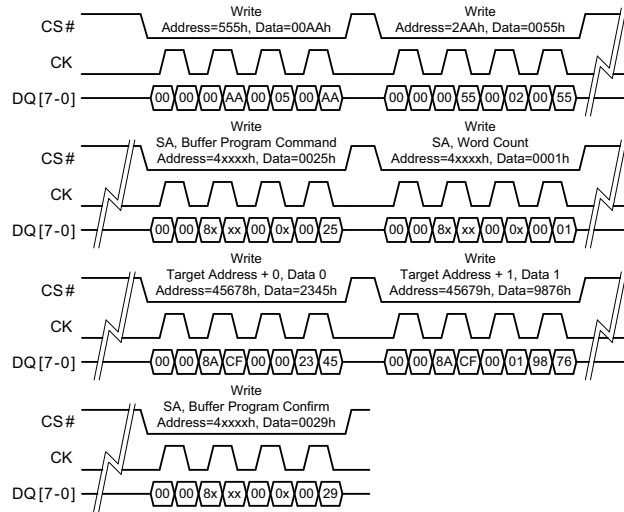 Write
Address=555h, Data=00AAh
Write
Address=2AAh, Data=0055h
CS#
CK
DQ[7-0]
00 00 00 AA 00 05 00 AA
00 00 00 55 00 02 00 55
Write
SA, Buffer Program Command
Address=4xxxxh, Data=0025h
Write
SA, Word Count
Address=4xxxxh, Data=0001h
CS#
CK
DQ[7-0]
00 00 8x xx 00 0x 00 25
00 00 8x xx 00 0x 00 01
Write
Target Address + 0, Data 0
Address=45678h, Data=2345h
Write
Target Address + 1, Data 1
Address=45679h, Data=9876h
CS#
CK
DQ[7-0]
00 00 8A CF 00 00 23 45
00 00 8A CF 00 01 98 76
Write
SA, Buffer Program Confirm
Address=4xxxxh, Data=0029h
CS#
CK
DQ[7-0]
00 00 8x xx 00 0x 00 29